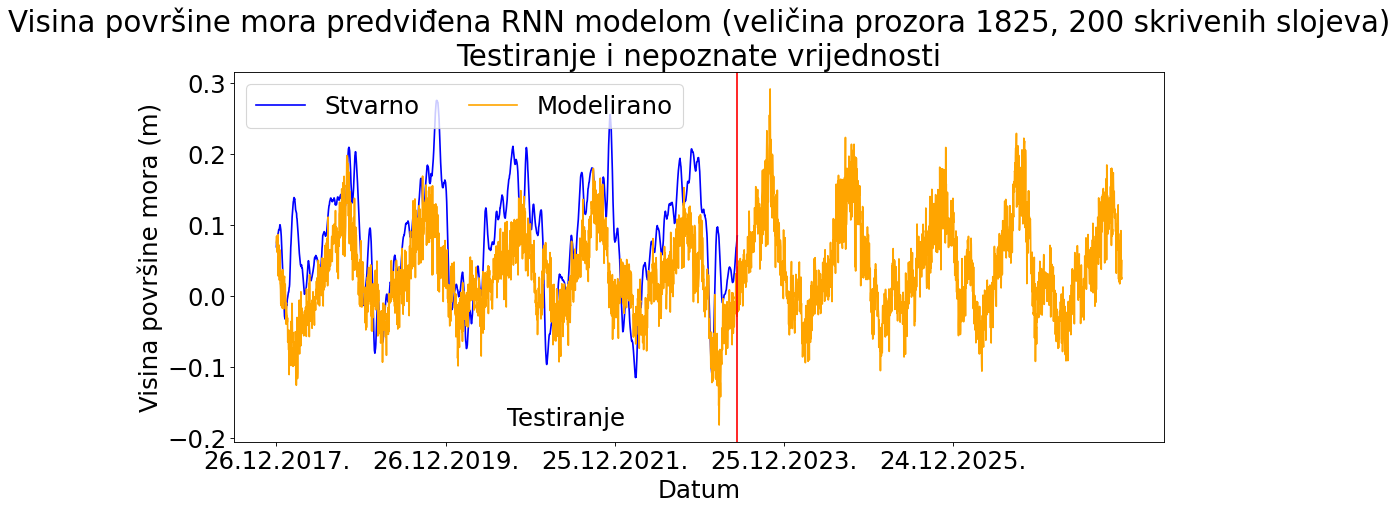 Visina površine mora predviđena RNN modelom (veličina prozora 1825, 200 skrivenih slojeva)
Testiranje i nepoznate vrijednosti
Stvarno Modelirano
Visina površine mora (m)
0.3
0.2
0.1
0.0
−0.1
−0.2
Testiranje
26.12.2017. 26.12.2019. 25.12.2021. 25.12.2023. 24.12.2025.
Datum